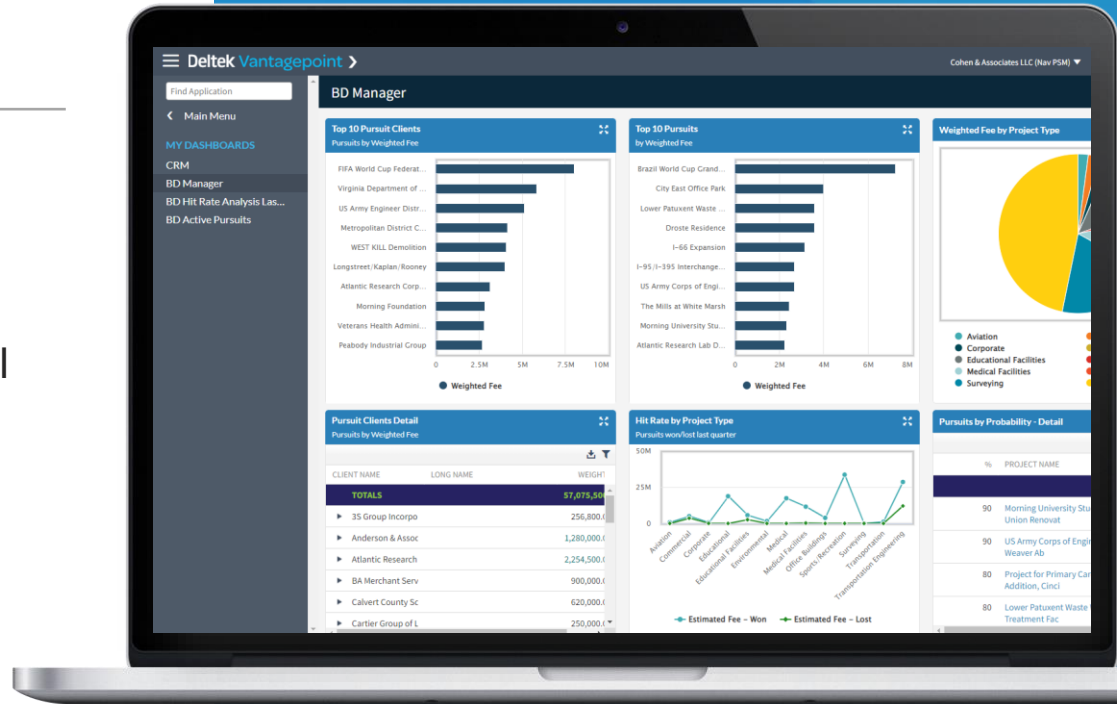 Deltek Vantagepoint
Cohen & Associates LLC (Nav PSM)
Find Application
Main Menu
MY DASHBOARDS
CRM
BD Manager
BD Hit Rate Analysis Las...
BD Active Pursuits
BD Manager
Top 10 Pursuit Clients
Pursuits by Weighted Fee
FIFA World Cup Federat...
Virginia Department of ...
US Army Engineer Distr...
Metropolitan District C...
WEST KILL Demolition
Longstreet/Kaplan/Rooney
Atlantic Research Corp...
Morning Foundation
Veterans Health Admini...
Peabody Industrial Group
0 2.5M 5M 7.5M 10M
Weighted Fee
Top 10 Pursuits
by Weighted Fee
Brazil World Cup Grand...
City East Office Park
Lower Patuxent Waste ...
Droste Residence
I-66 Expansion
I-95/I-395 Interchange...
US Army Corps of Engi...
The Mills at White Marsh
Morning University Stu...
Atlantic Research Lab D...
0 2M 4M 6M 8M
Weighted Fee
Weighted Fee by Project Type
Aviation
Corporate
Educational Facilities
Medical Facilities
Surveying
Pursuit Clients Detail
Pursuits by Weighted Fee
CLIENT NAME LONG NAME WEIGHT
TOTALS 57,075,500
3S Group Incorpo 256,800.0
Anderson & Assoc 1,280,000.0
Atlantic Research 2,254,500.0
BA Merchant Serv 900,000.0
Calvert County Sc 620,000.0
Cartier Group of L 250,000.0
Hit Rate by Project Type
Pursuits won/lost last quarter
50M
25M
0
Aviation
Commercial
Corporate
Educational
Educational Facilities
Environmental
Medical
Medical Facilities
Office Buildings
Sports/Recreation
Surveying
Transportation
Transportation Engineering
Estimated Fee - Won Estimated Fee - Lost
Pursuits by Probability - Detail
% PROJECT NAME
90 Morning University Stu
Union Renovat
90 US Army Corps of Engin
Weaver Ab
80 Project for Primary Car
Addition, Cinci
80 Lower Patuxent Waste
Treatment Fac